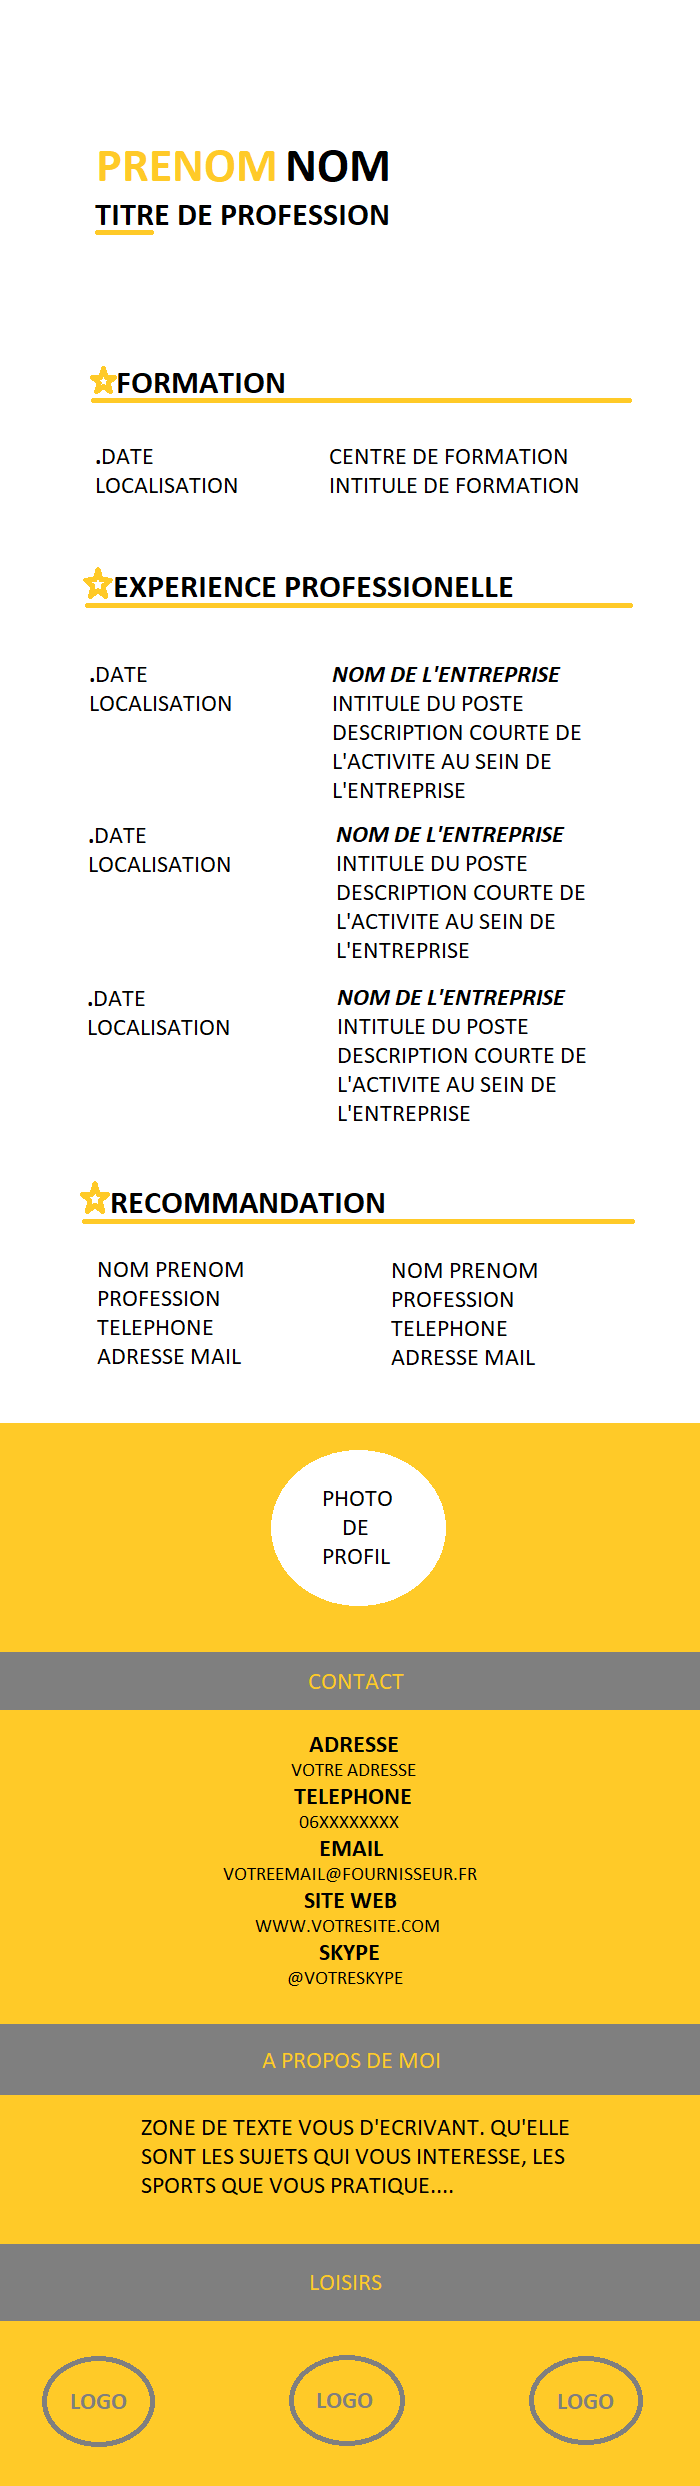 PRENOM NOM
TITRE DE PROFESSION
FORMATION
.DATE
LOCALISATION
CENTRE DE FORMATION
INTITULE DE FORMATION
EXPERIENCE PROFESSIONELLE
.DATE
LOCALISATION
NOM DE L'ENTREPRISE
INTITULE DU POSTE
DESCRIPTION COURTE DE
L'ACTIVITE AU SEIN DE
L'ENTREPRISE
.DATE
LOCALISATION
NOM DE L'ENTREPRISE
INTITULE DU POSTE
DESCRIPTION COURTE DE
L'ACTIVITE AU SEIN DE
L'ENTREPRISE
.DATE
LOCALISATION
NOM DE L'ENTREPRISE
INTITULE DU POSTE
DESCRIPTION COURTE DE
L'ACTIVITE AU SEIN DE
L'ENTREPRISE
RECOMMANDATION
NOM PRENOM
PROFESSION
TELEPHONE
ADRESSE MAIL
NOM PRENOM
PROFESSION
TELEPHONE
ADRESSE MAIL
PHOTO
DE
PROFIL
CONTACT
ADRESSE
VOTRE ADRESSE
TELEPHONE
06XXXXXXXX
EMAIL
VOTREEMAIL@FOURNISSEUR.FR
SITE WEB
WWW.VOTRESITE.COM
SKYPE
@VOTRESKYPE
A PROPOS DE MOI
ZONE DE TEXTE VOUS D'ECRIVANT. QU'ELLE
SONT LES SUJETS QUI VOUS INTERESSE, LES
SPORTS QUE VOUS PRATIQUE....
LOISIRS
LOGO
LOGO
LOGO